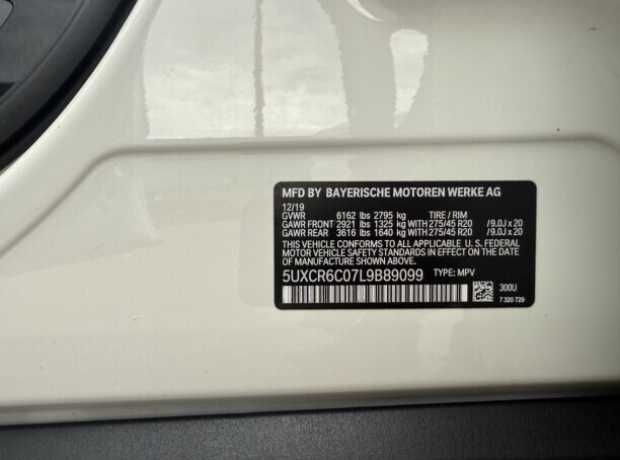 MFD BY BAYERISCHE MOTOREN WERKE AG
12/19
GVWR 6162 lbs 2795 kg TIRE / RIM
GAWR FRONT 2921 lbs 1325 kg WITH 275/45 R20 /9.0J x 20
GAWR REAR 3616 lbs 1640 kg WITH 275/45 R20 /9.0J x 20
THIS VEHICLE CONFORMS TO ALL APPLICABLE U.S. FEDERAL
MOTOR VEHICLE SAFETY STANDARDS IN EFFECT ON THE DATE
OF MANUFACTURE SHOWN ABOVE.
5UXCR6C07L9B89099 TYPE: MPV
300U
7 320 729